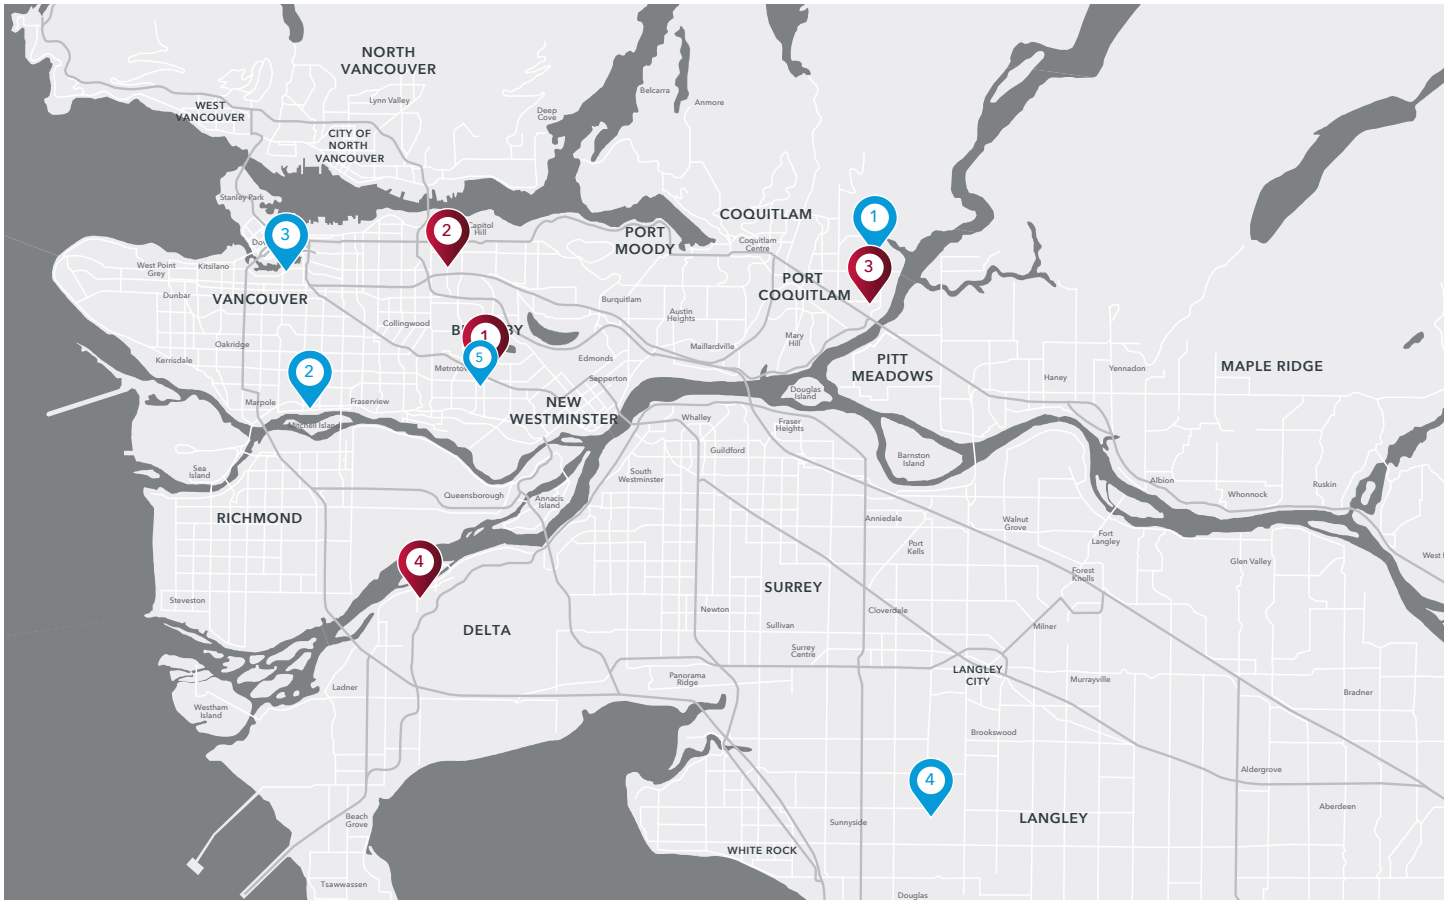 NORTH
VANCOUVER
Lynn Valley
WEST
VANCOUVER
CITY OF
NORTH
VANCOUVER
Deep
Cove
Belcarra
Anmore
Stanley Park
3
2
Capitol
Hill
PORT
MOODY
COQUITLAM
Coquitlam
Centre
1
3
PORT
COQUITLAM
West Point
Grey
Kitsilano
Dunbar
VANCOUVER
Collingwood
Burquitlam
Austin
Heights
Maillardville
Mary
Hill
Oakridge
Kerrisdale
2
1
5
Edmonds
Sapperton
Marpole
Fraserview
Mitchell Island
NEW
WESTMINSTER
PITT
MEADOWS
Douglas
Island
Haney
Yennadon
MAPLE RIDGE
Whalley
Fraser
Heights
Guildford
Barnston
Island
Sea
Island
South
Westminster
Queensborough
Annacis
Island
RICHMOND
Anniedale
Port
Kells
Walnut
Grove
Fort
Langley
Albion
Whonnock
Ruskin
Glen Valley
4
Forest
Knolls
Steveston
SURREY
DELTA
Newton
Sullivan
Surrey
Centre
Cloverdale
Milner
LANGLEY
CITY
Murrayville
Panorama
Ridge
Ladner
Westham
Island
Bradner
Brookswood
4
Aldergrove
Aberdeen
Beach
Grove
Sunnyside
LANGLEY
WHITE ROCK
Tsawwassen
Douglas